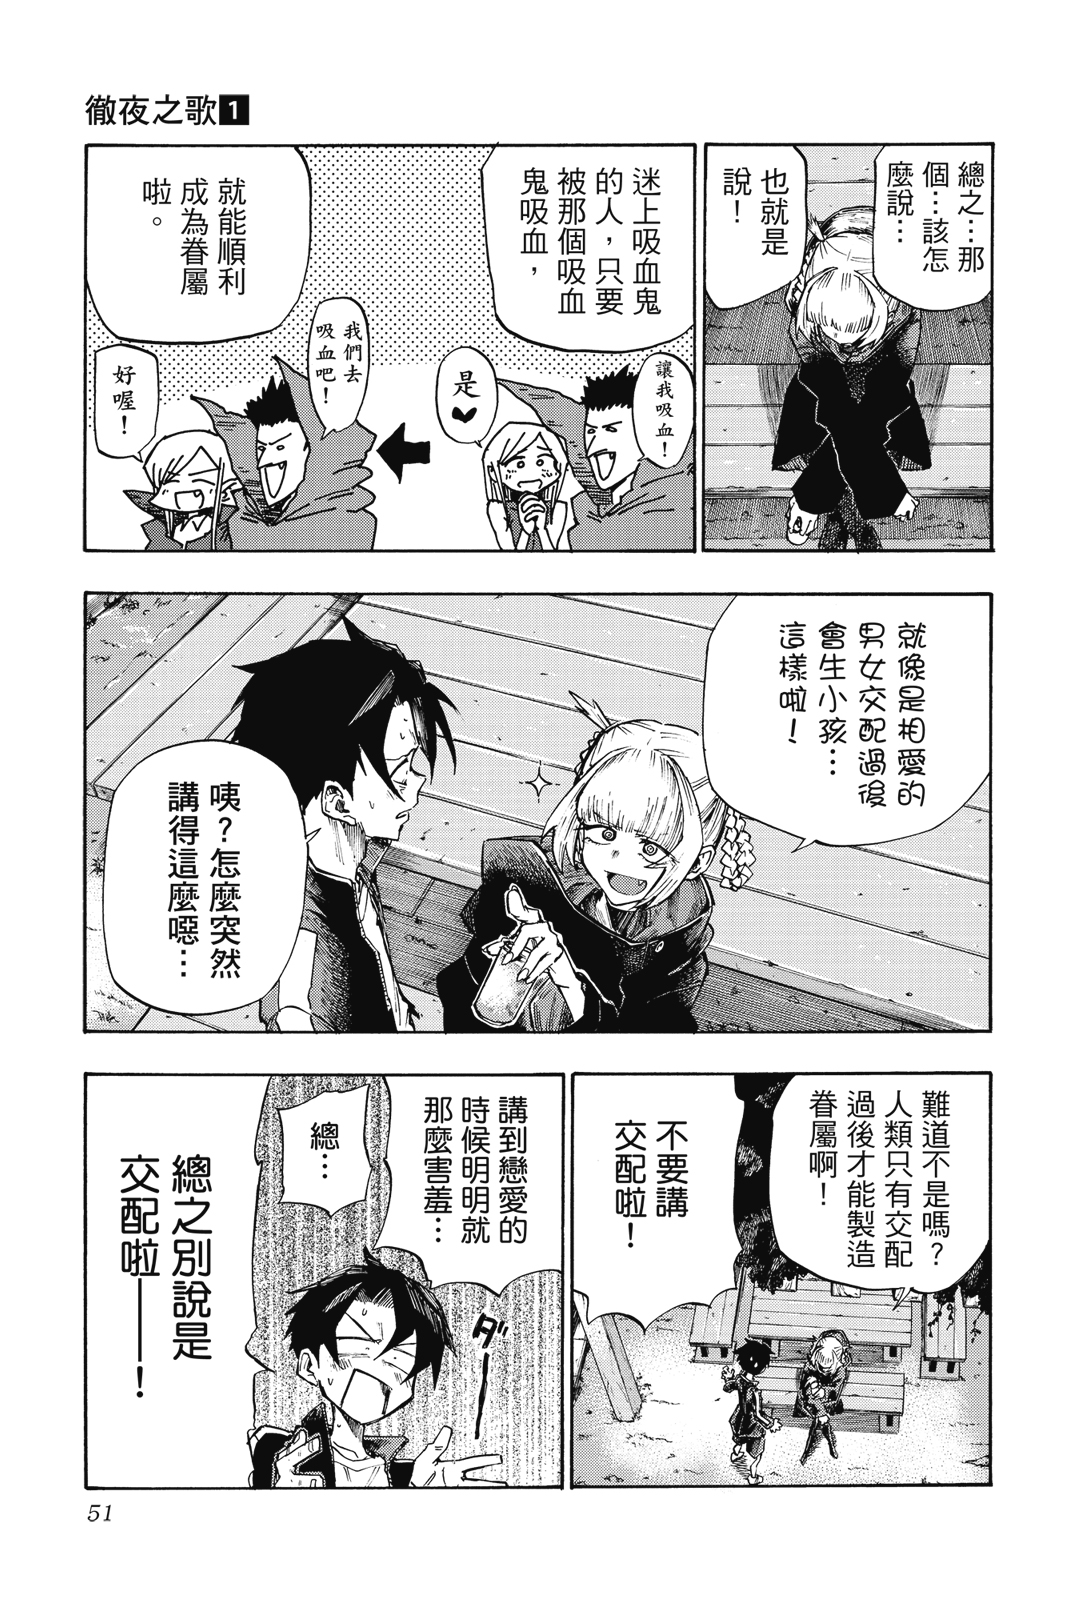 徹夜之歌1
總之…那
個…該怎
麼說…
也就是
說！
迷上吸血鬼
的人，只要
被那個吸血
鬼吸血，
就能順利
成為眷屬
啦。
讓我吸血！
是♥
我們去
吸血吧！
好喔！
就像是相愛的
男女交配過後
會生小孩…
這樣啦！
咦？怎麼突然
講得這麼噁…
難道不是嗎？
人類只有交配
過後才能製造
眷屬啊！
不要講
交配啦！
講到戀愛的
時候明明就
那麼害羞…
總…
總之別說是
交配啦——！
ダ——
51